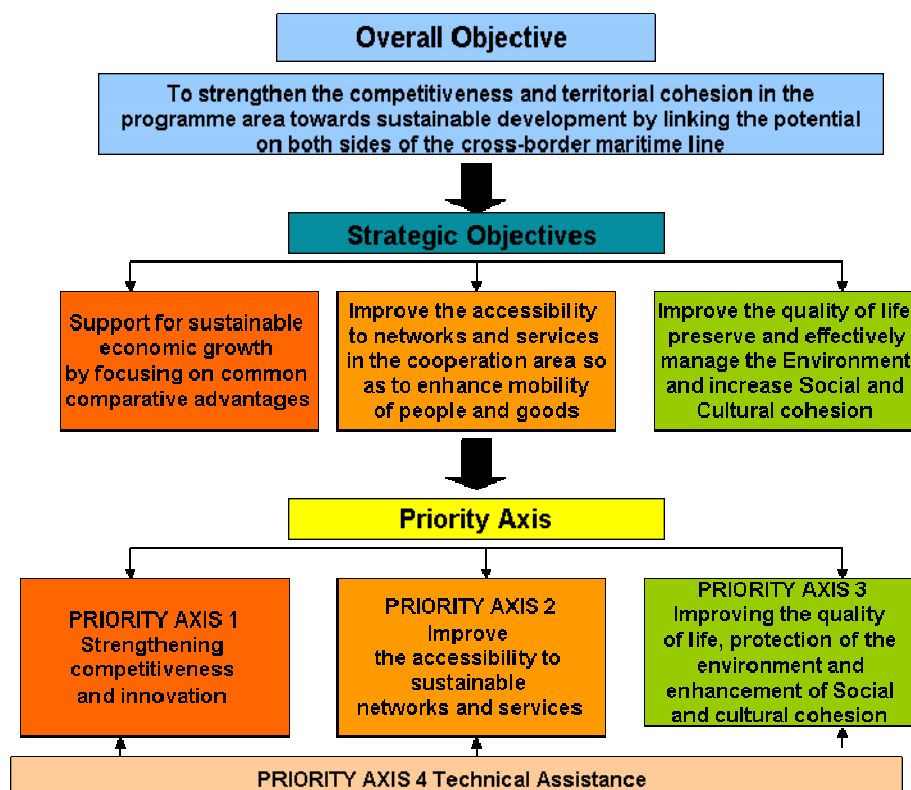 Overall Objective
To strengthen the competitiveness and territorial cohesion in the
programme area towards sustainable development by linking the potential
on both sides of the cross-border maritime line
Strategic Objectives
Support for sustainable
economic growth
by focusing on common
comparative advantages
Improve the accessibility
to networks and services
in the cooperation area so
as to enhance mobility
of people and goods
Improve the quality of life
preserve and effectively
manage the Environment
and increase Social and
Cultural cohesion
Priority Axis
PRIORITY AXIS 1
Strengthening
competitiveness
and innovation
PRIORITY AXIS 2
Improve
the accessibility to
sustainable
networks and services
PRIORITY AXIS 3
Improving the quality
of life, protection of the
environment and
enhancement of Social
and cultural cohesion
PRIORITY AXIS 4 Technical Assistance